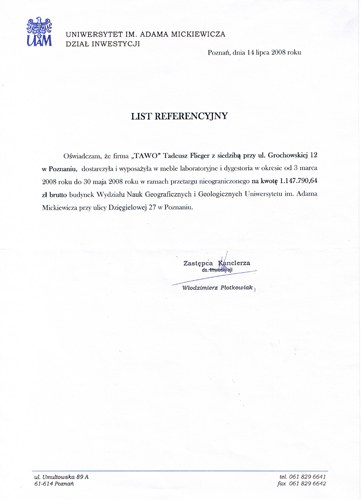 UAM
UNIWERSYTET IM. ADAMA MICKIEWICZA
DZIAŁ INWESTYCJI
Poznań, dnia 14 lipca 2008 roku
LIST REFERENCYJNY
Oświadczam, że firma „TAWO" Tadeusz Flieger z siedzibą przy ul. Grochowskiej 12
w Poznaniu, dostarczyła i wyposażyła w meble laboratoryjne i dygestoria w okresie od 3 marca
2008 roku do 30 maja 2008 roku w ramach przetargu nieograniczonego na kwotę 1.147.790,64
zł brutto budynek Wydziału Nauk Geograficznych i Geologicznych Uniwersytetu im. Adama
Mickiewicza przy ulicy Dzięgielowej 27 w Poznaniu.
Zastępca Kanclerza
ds. Inwestycji
Włodzimierz Płotkowiak
ul. Umultowska 89 A
61-614 Poznań
tel. 061 829 6641
fax 061 829 6642